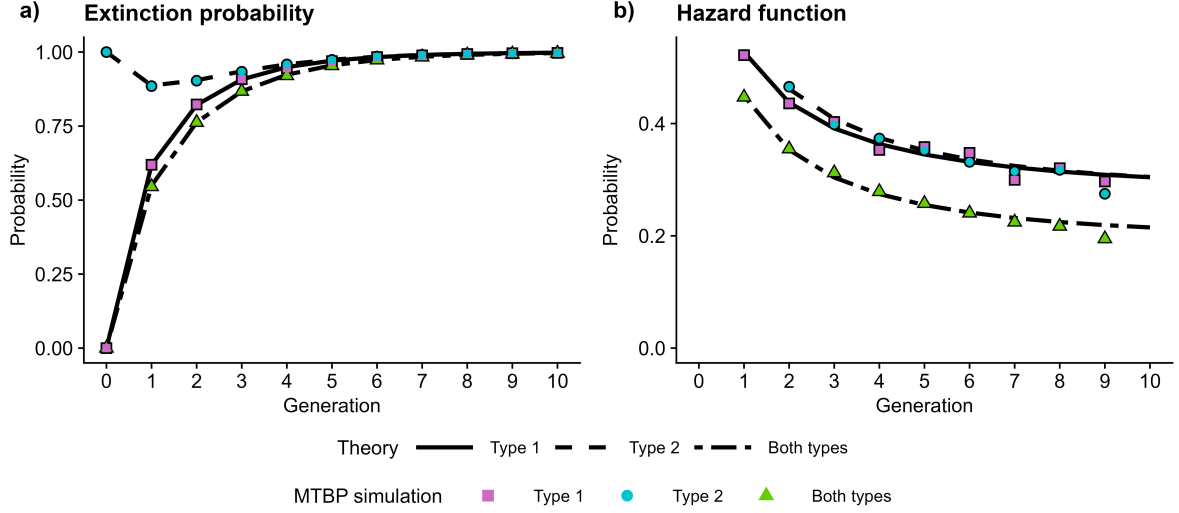 a) Extinction probability
1.00
0.75
0.50
0.25
0.00
Probability
0 1 2 3 4 5 6 7 8 9 10
Generation
b) Hazard function
0.4
0.2
0.0
Probability
0 1 2 3 4 5 6 7 8 9 10
Generation
Theory Type 1 Type 2 Both types
MTBP simulation Type 1 Type 2 Both types